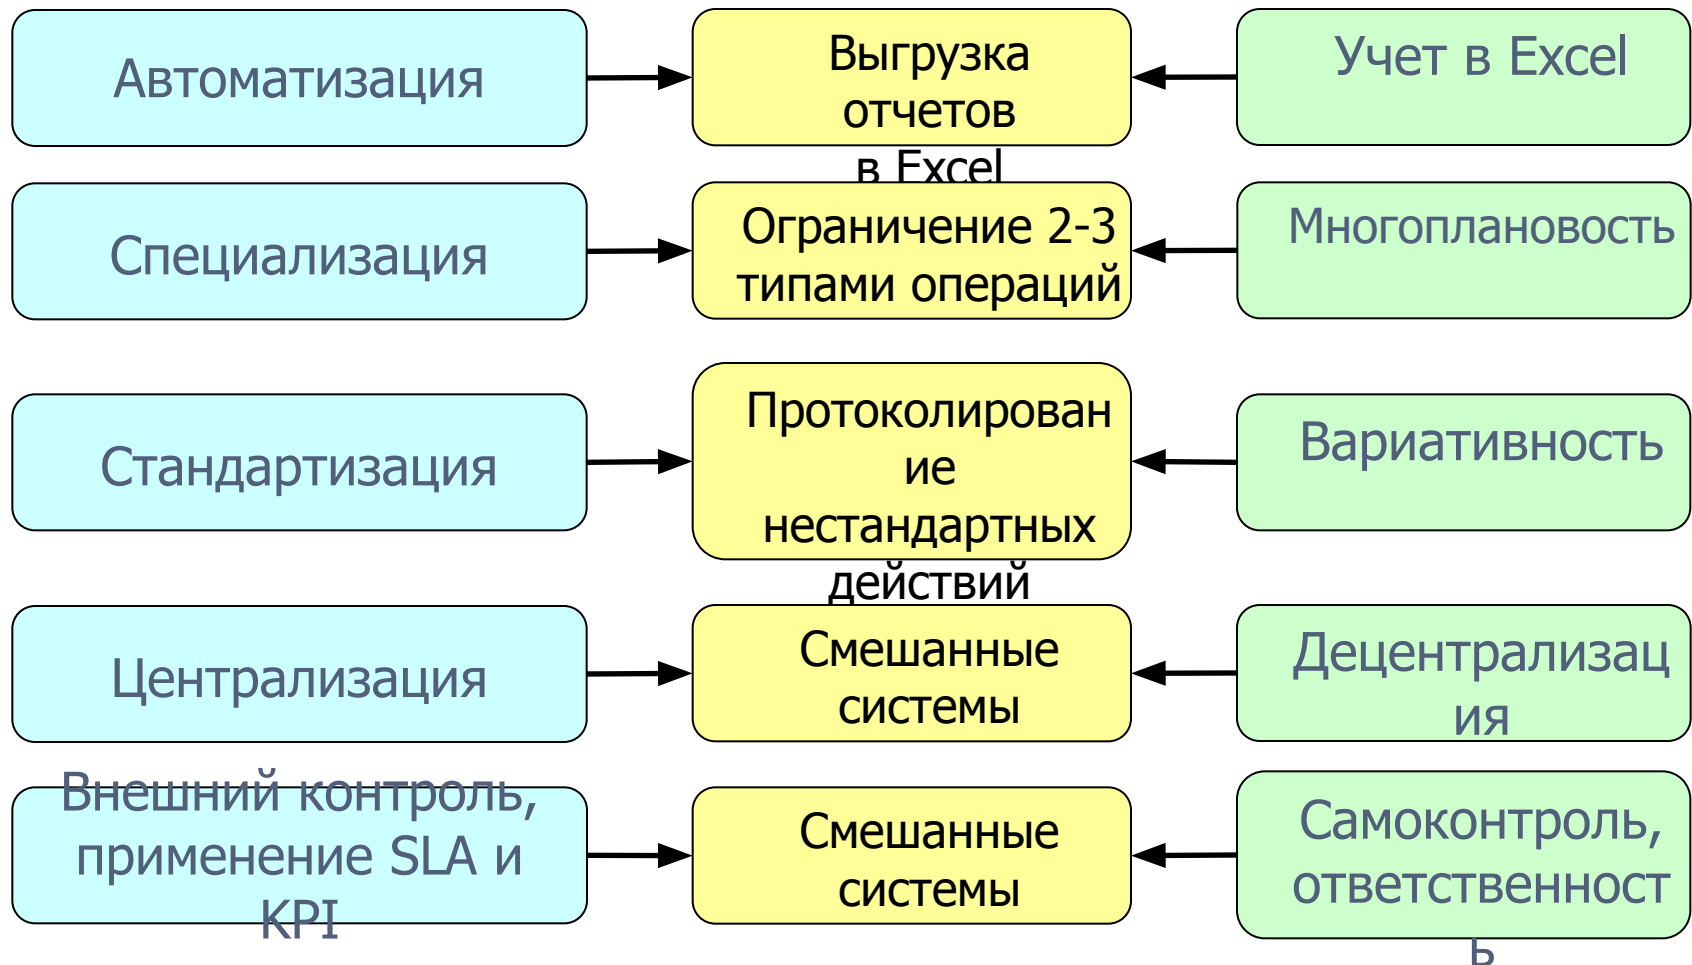 Автоматизация
Выгрузка
отчетов
в Excel
Учет в Excel
Специализация
Ограничение 2-3
типами операций
Многоплановость
Стандартизация
Протоколирован
ие
нестандартных
действий
Вариативность
Централизация
Смешанные
системы
Децентрализац
ия
Внешний контроль,
применение SLA и
KPI
Смешанные
системы
Самоконтроль,
ответственност
ь